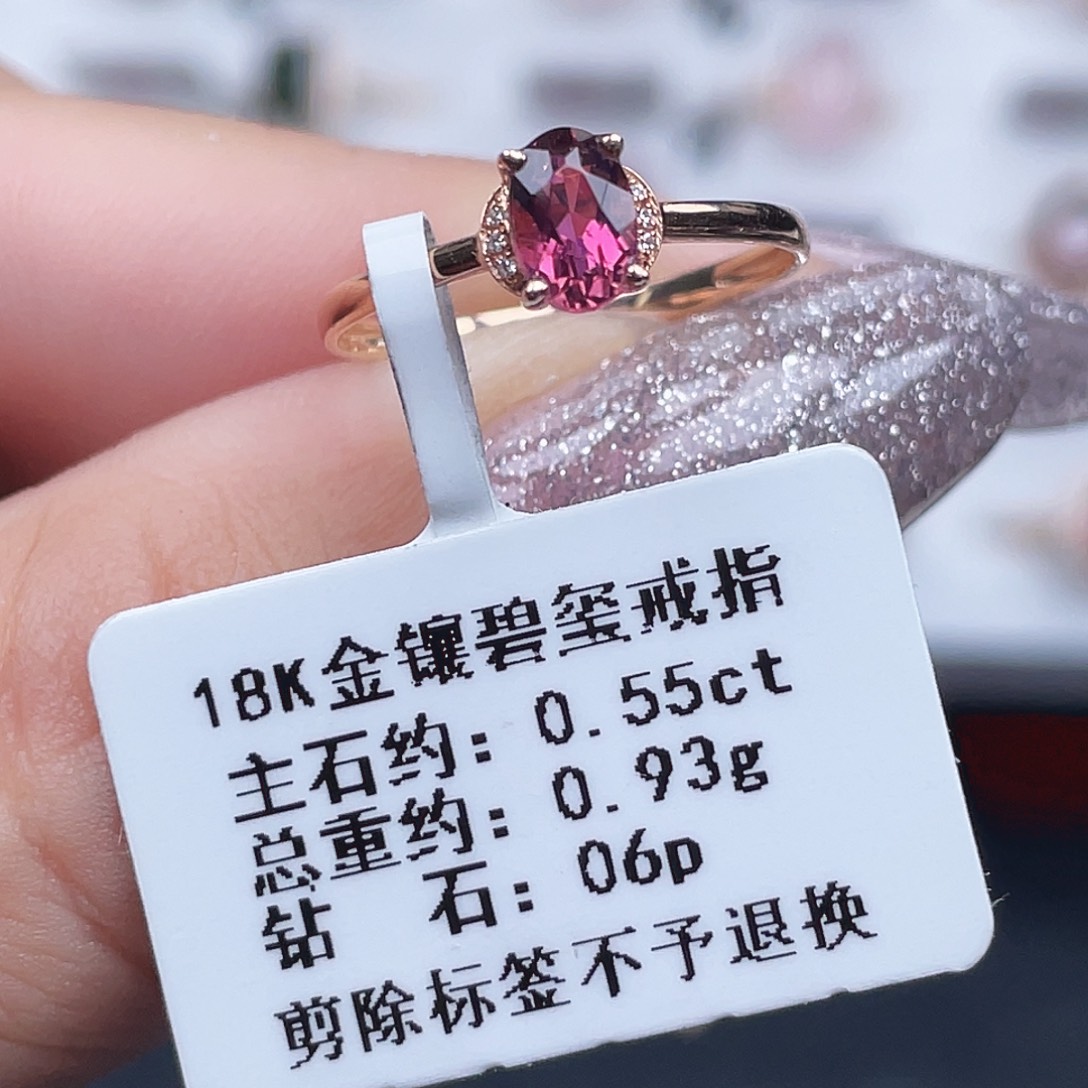 18K金镶碧玺戒指
主石约: 0.55ct
总重约: 0.93g
钻 石: 06p
剪除标签不予退换